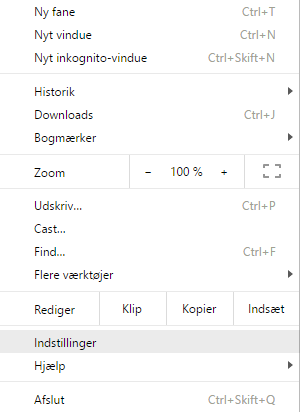 Ny fane Ctrl+T
Nyt vindue Ctrl+N
Nyt inkognito-vindue Ctrl+Skift+N
Historik
Downloads Ctrl+J
Bogmærker
Zoom − 100 % +
Udskriv... Ctrl+P
Cast...
Find... Ctrl+F
Flere værktøjer
Rediger Klip Kopier Indsæt
Indstillinger
Hjælp
Afslut Ctrl+Skift+Q